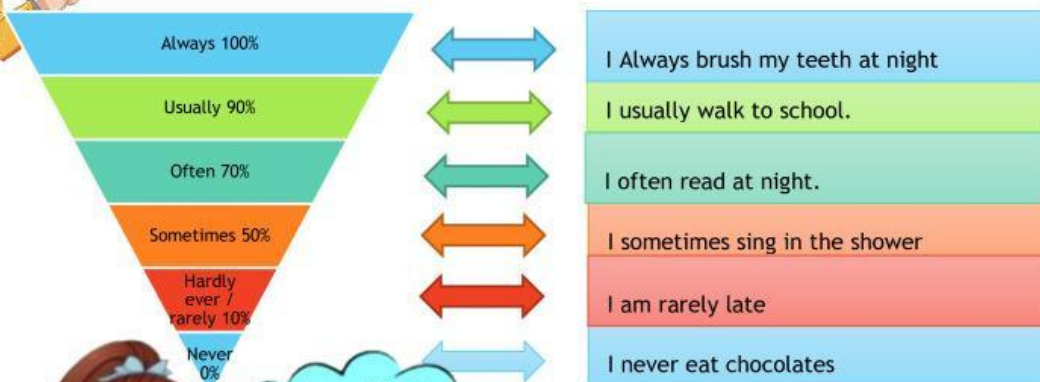 Always 100%
I Always brush my teeth at night
Usually 90%
I usually walk to school.
Often 70%
I often read at night.
Sometimes 50%
I sometimes sing in the shower
Hardly
ever /
rarely 10%
I am rarely late
Never
0%
I never eat chocolates